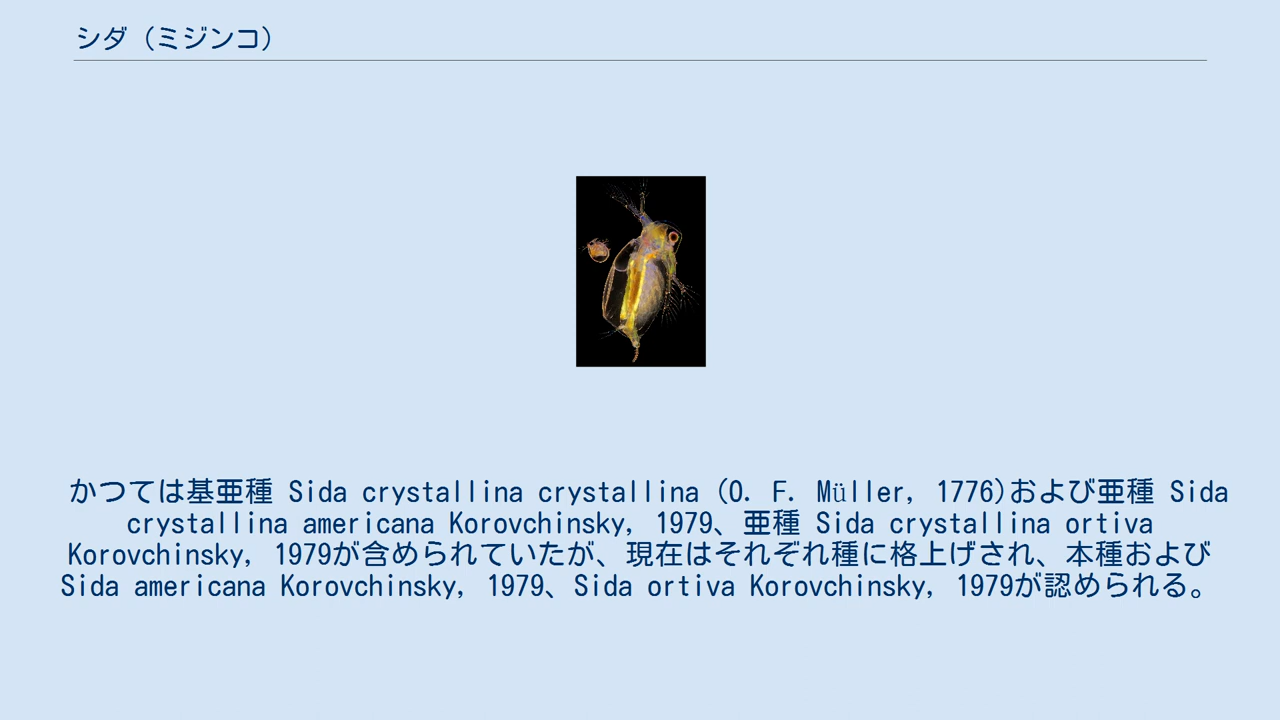 シダ（ミジンコ）
かつては基亜種 Sida crystallina crystallina (O. F. Müller, 1776)および亜種 Sida
crystallina americana Korovchinsky, 1979、亜種 Sida crystallina ortiva
Korovchinsky, 1979が含められていたが、現在はそれぞれ種に格上げされ、本種および
Sida americana Korovchinsky, 1979、Sida ortiva Korovchinsky, 1979が認められる。